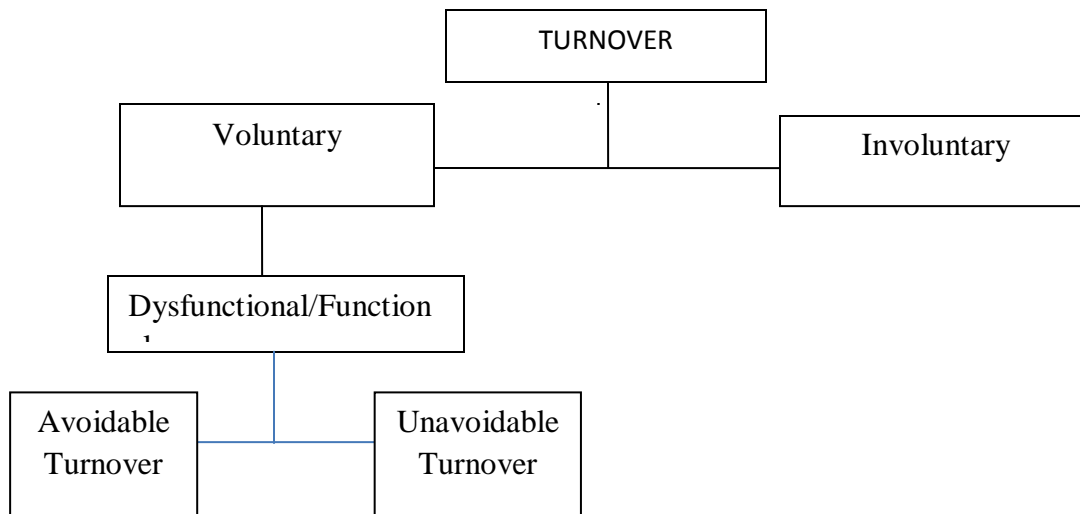 TURNOVER
Voluntary
Involuntary
Dysfunctional/Function
Avoidable
Turnover
Unavoidable
Turnover